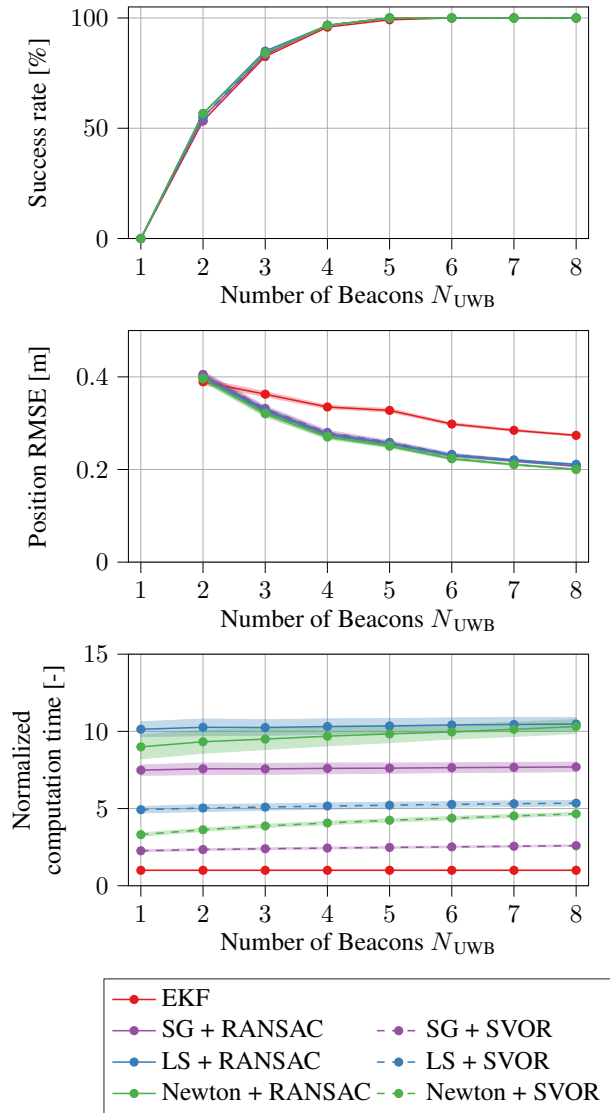 100
50
0
Success rate [%]
1 2 3 4 5 6 7 8
Number of Beacons N_UWB
0.4
0.2
0
Position RMSE [m]
1 2 3 4 5 6 7 8
Number of Beacons N_UWB
15
10
5
0
Normalized
computation time [-]
1 2 3 4 5 6 7 8
Number of Beacons N_UWB
EKF
SG + RANSAC SG + SVOR
LS + RANSAC LS + SVOR
Newton + RANSAC Newton + SVOR